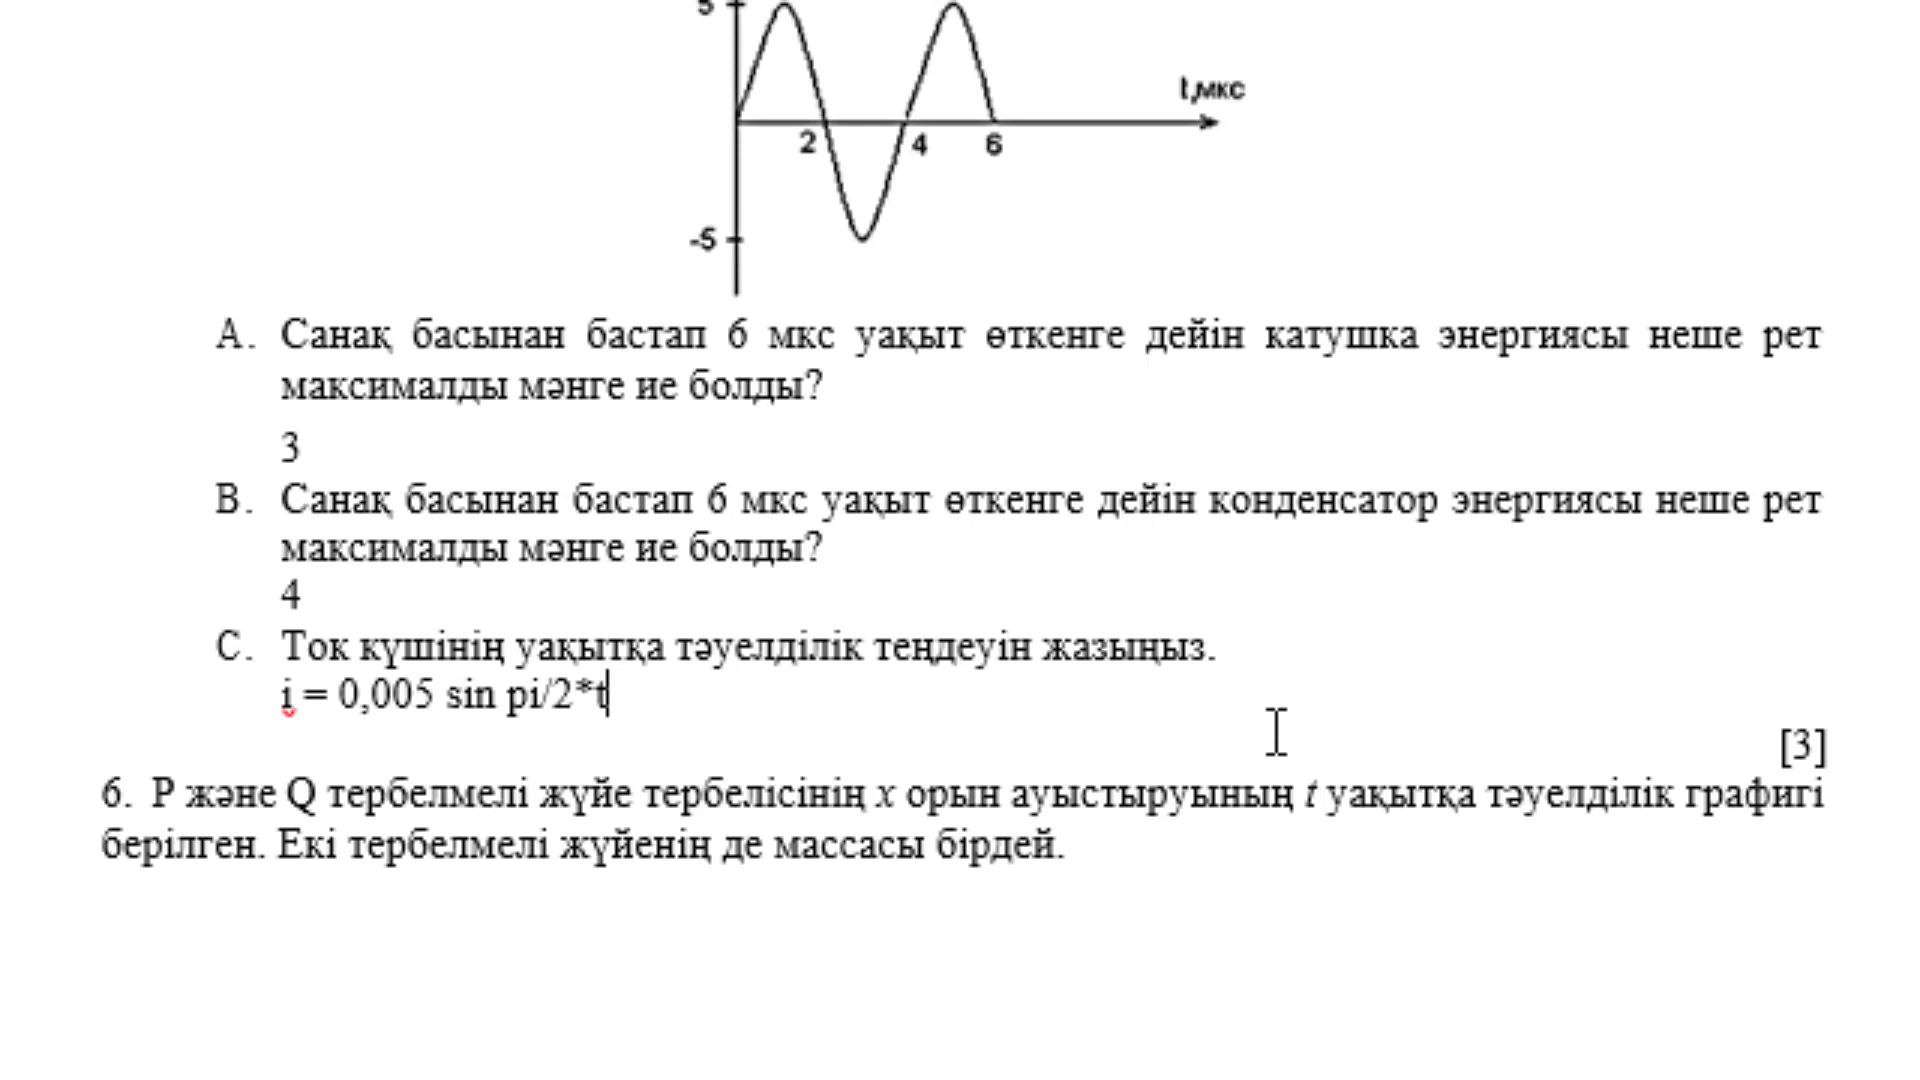 5
t,мкс
2 4 6
-5
A. Санақ басынан бастап 6 мкс уақыт өткенге дейін катушка энергиясы неше рет
максималды мәнге ие болды?
3
B. Санақ басынан бастап 6 мкс уақыт өткенге дейін конденсатор энергиясы неше рет
максималды мәнге ие болды?
4
C. Ток күшінің уақытқа тәуелділік теңдеуін жазыңыз.
i = 0,005 sin pi/2*t
[3]
6. P және Q тербелмелі жүйе тербелісінің x орын ауыстыруының t уақытқа тәуелділік графигі
берілген. Екі тербелмелі жүйенің де массасы бірдей.